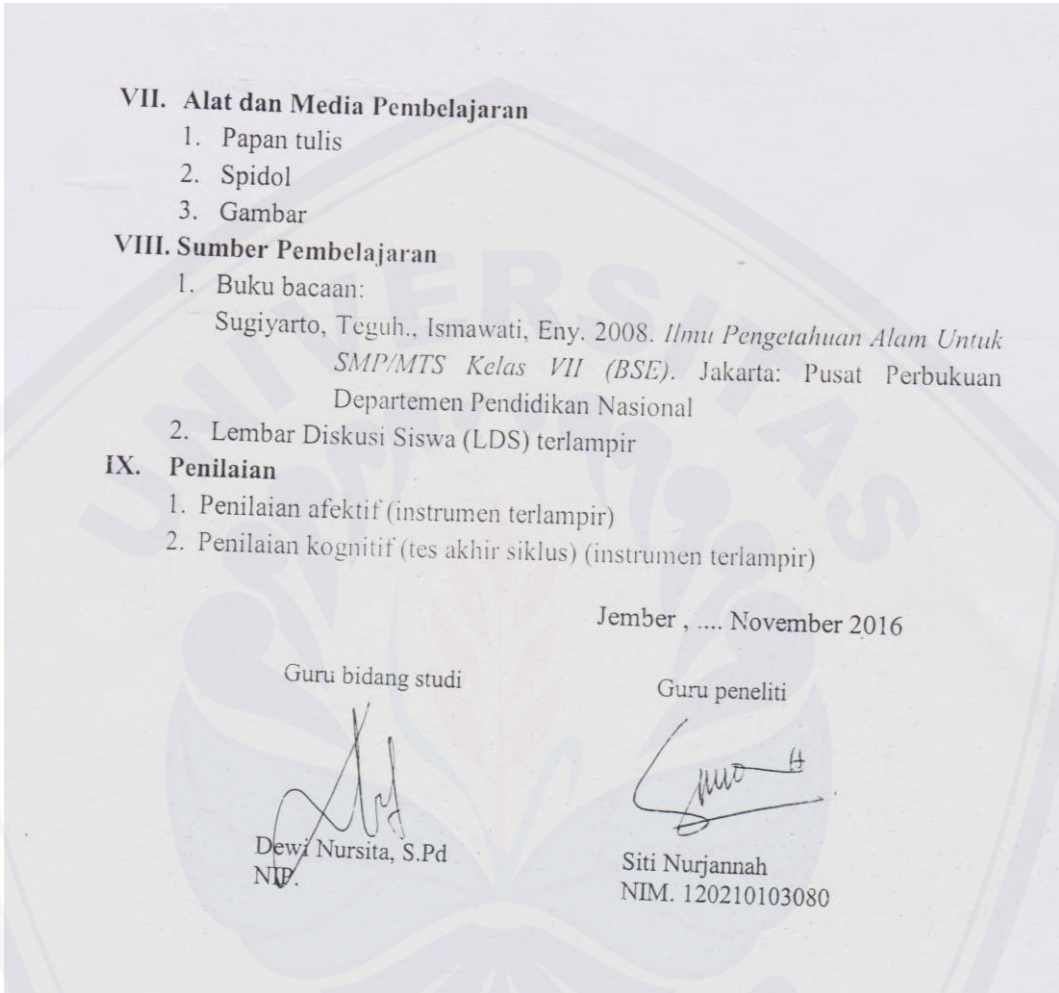 VII. Alat dan Media Pembelajaran
1. Papan tulis
2. Spidol
3. Gambar
VIII. Sumber Pembelajaran
1. Buku bacaan:
Sugiyarto, Teguh., Ismawati, Eny. 2008. Ilmu Pengetahuan Alam Untuk
SMP/MTS Kelas VII (BSE). Jakarta: Pusat Perbukuan
Departemen Pendidikan Nasional
2. Lembar Diskusi Siswa (LDS) terlampir
IX. Penilaian
1. Penilaian afektif (instrumen terlampir)
2. Penilaian kognitif (tes akhir siklus) (instrumen terlampir)
Jember , .... November 2016
Guru bidang studi
Guru peneliti
Dewi Nursita, S.Pd
NIP.
Siti Nurjannah
NIM. 120210103080
UNIVERSITAS